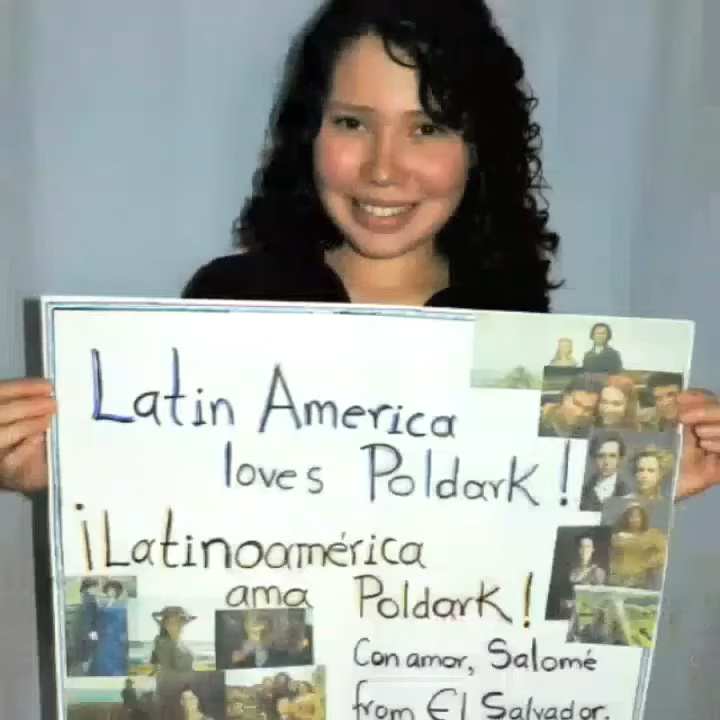 Latin America
loves Poldark!
¡Latinoamérica
ama Poldark!
Con amor, Salomé
from El Salvador.